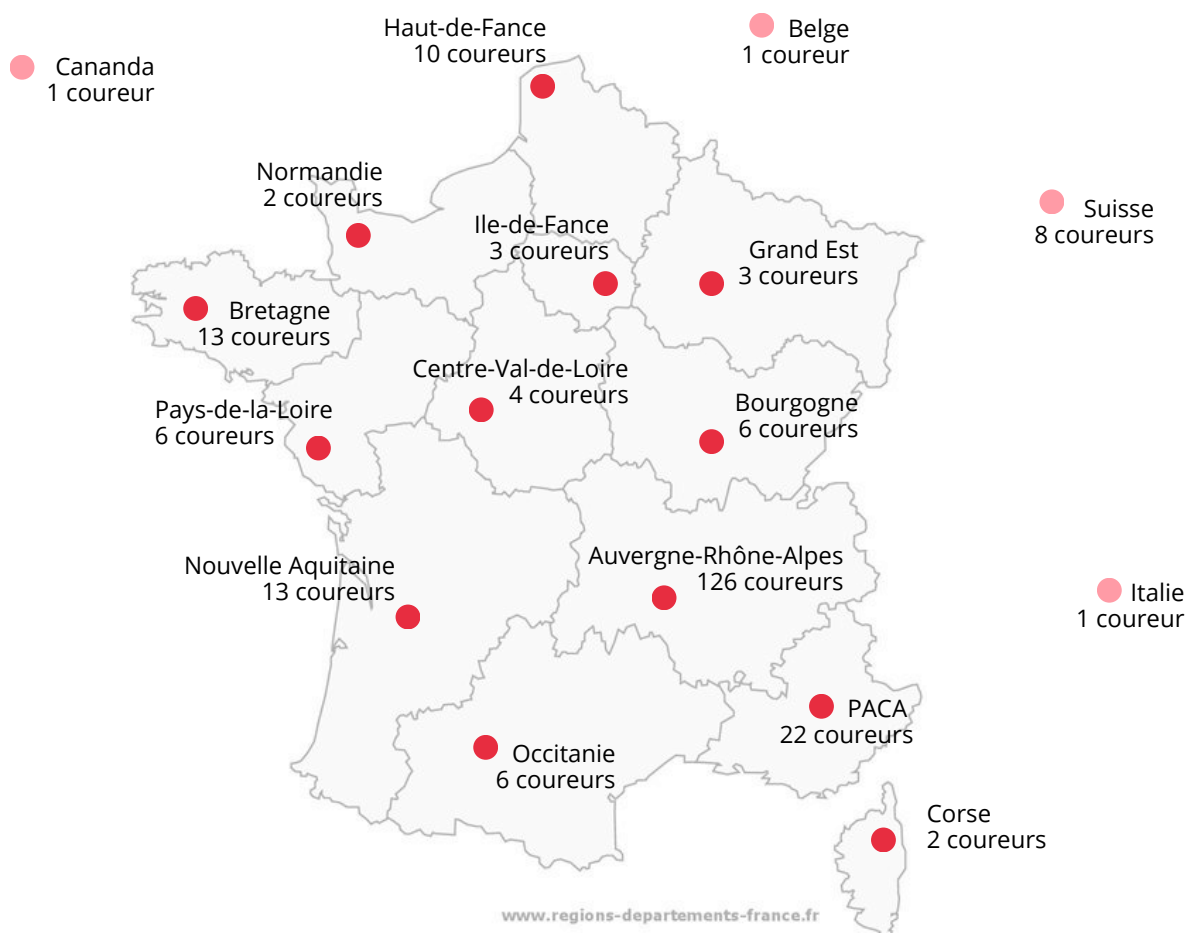 Haut-de-Fance
10 coureurs
Belge
1 coureur
Cananda
1 coureur
Normandie
2 coureurs
Suisse
8 coureurs
Ile-de-Fance
3 coureurs
Grand Est
3 coureurs
Bretagne
13 coureurs
Centre-Val-de-Loire
4 coureurs
Pays-de-la-Loire
6 coureurs
Bourgogne
6 coureurs
Nouvelle Aquitaine
13 coureurs
Auvergne-Rhône-Alpes
126 coureurs
Italie
1 coureur
PACA
22 coureurs
Occitanie
6 coureurs
Corse
2 coureurs
www.regions-departements-france.fr